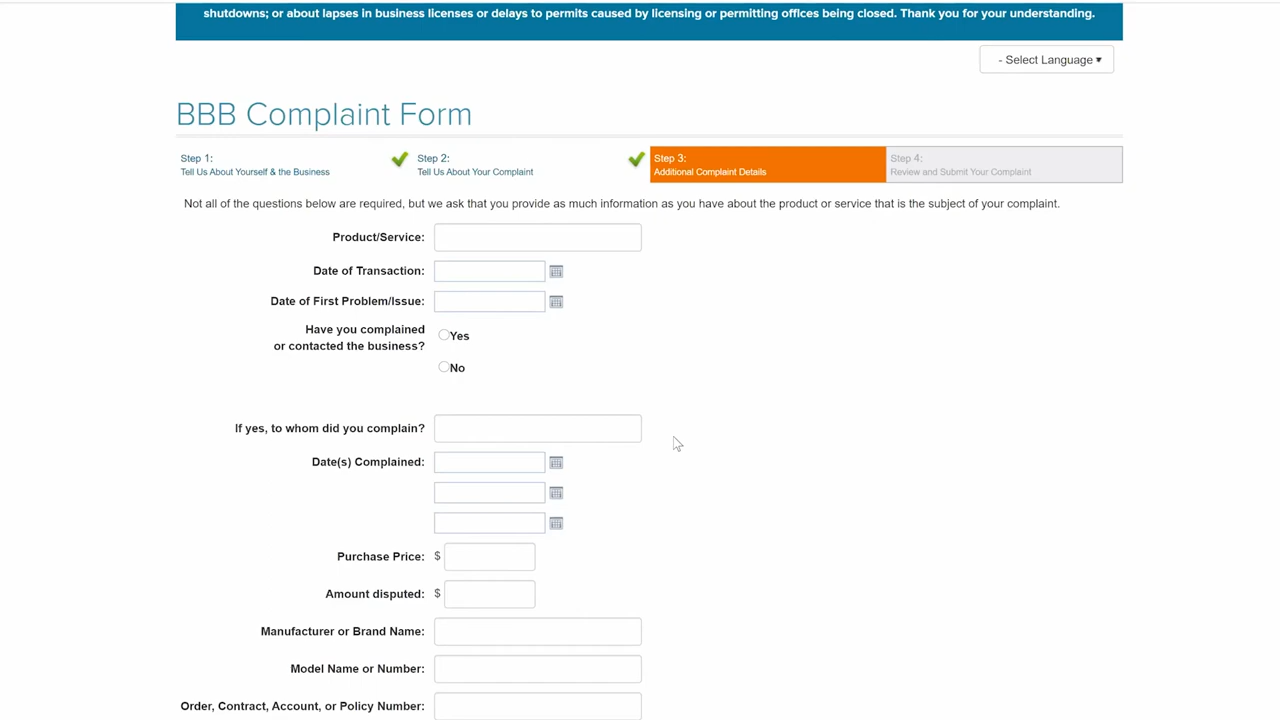 shutdowns; or about lapses in business licenses or delays to permits caused by licensing or permitting offices being closed. Thank you for your understanding.
- Select Language ▾
BBB Complaint Form
Step 1:
Tell Us About Yourself & the Business
Step 2:
Tell Us About Your Complaint
Step 3:
Additional Complaint Details
Step 4:
Review and Submit Your Complaint
Not all of the questions below are required, but we ask that you provide as much information as you have about the product or service that is the subject of your complaint.
Product/Service:
Date of Transaction:
Date of First Problem/Issue:
Have you complained
or contacted the business?
Yes
No
If yes, to whom did you complain?
Date(s) Complained:
Purchase Price: $
Amount disputed: $
Manufacturer or Brand Name:
Model Name or Number:
Order, Contract, Account, or Policy Number: